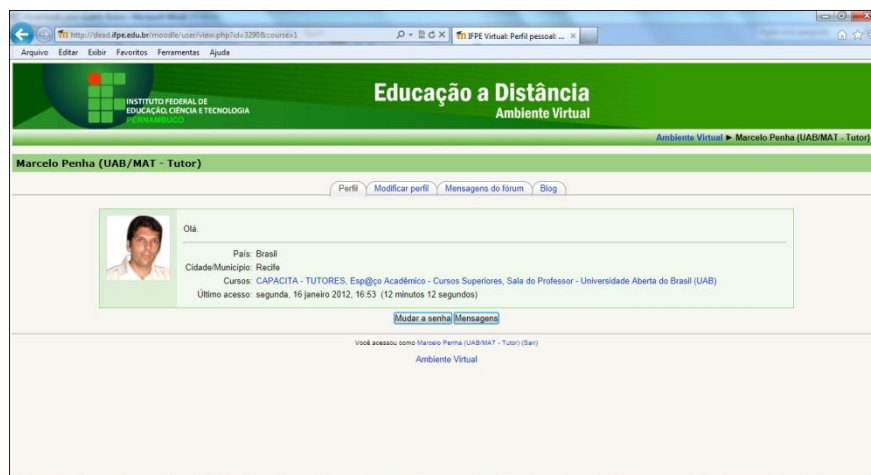 http://dead.ifpe.edu.br/moodle/user/view.php?id=3290&course=1
IFPE Virtual: Perfil pessoal: ...
Arquivo Editar Exibir Favoritos Ferramentas Ajuda
INSTITUTO FEDERAL DE
EDUCAÇÃO, CIÊNCIA E TECNOLOGIA
PERNAMBUCO
Educação a Distância
Ambiente Virtual
Ambiente Virtual ► Marcelo Penha (UAB/MAT - Tutor)
Marcelo Penha (UAB/MAT - Tutor)
Perfil Modificar perfil Mensagens do fórum Blog
Olá.
País: Brasil
Cidade/Município: Recife
Cursos: CAPACITA - TUTORES, Esp@ço Acadêmico - Cursos Superiores, Sala do Professor - Universidade Aberta do Brasil (UAB)
Último acesso: segunda, 16 janeiro 2012, 16:53 (12 minutos 12 segundos)
Mudar a senha Mensagens
Você acessou como Marcelo Penha (UAB/MAT - Tutor) (Sair)
Ambiente Virtual